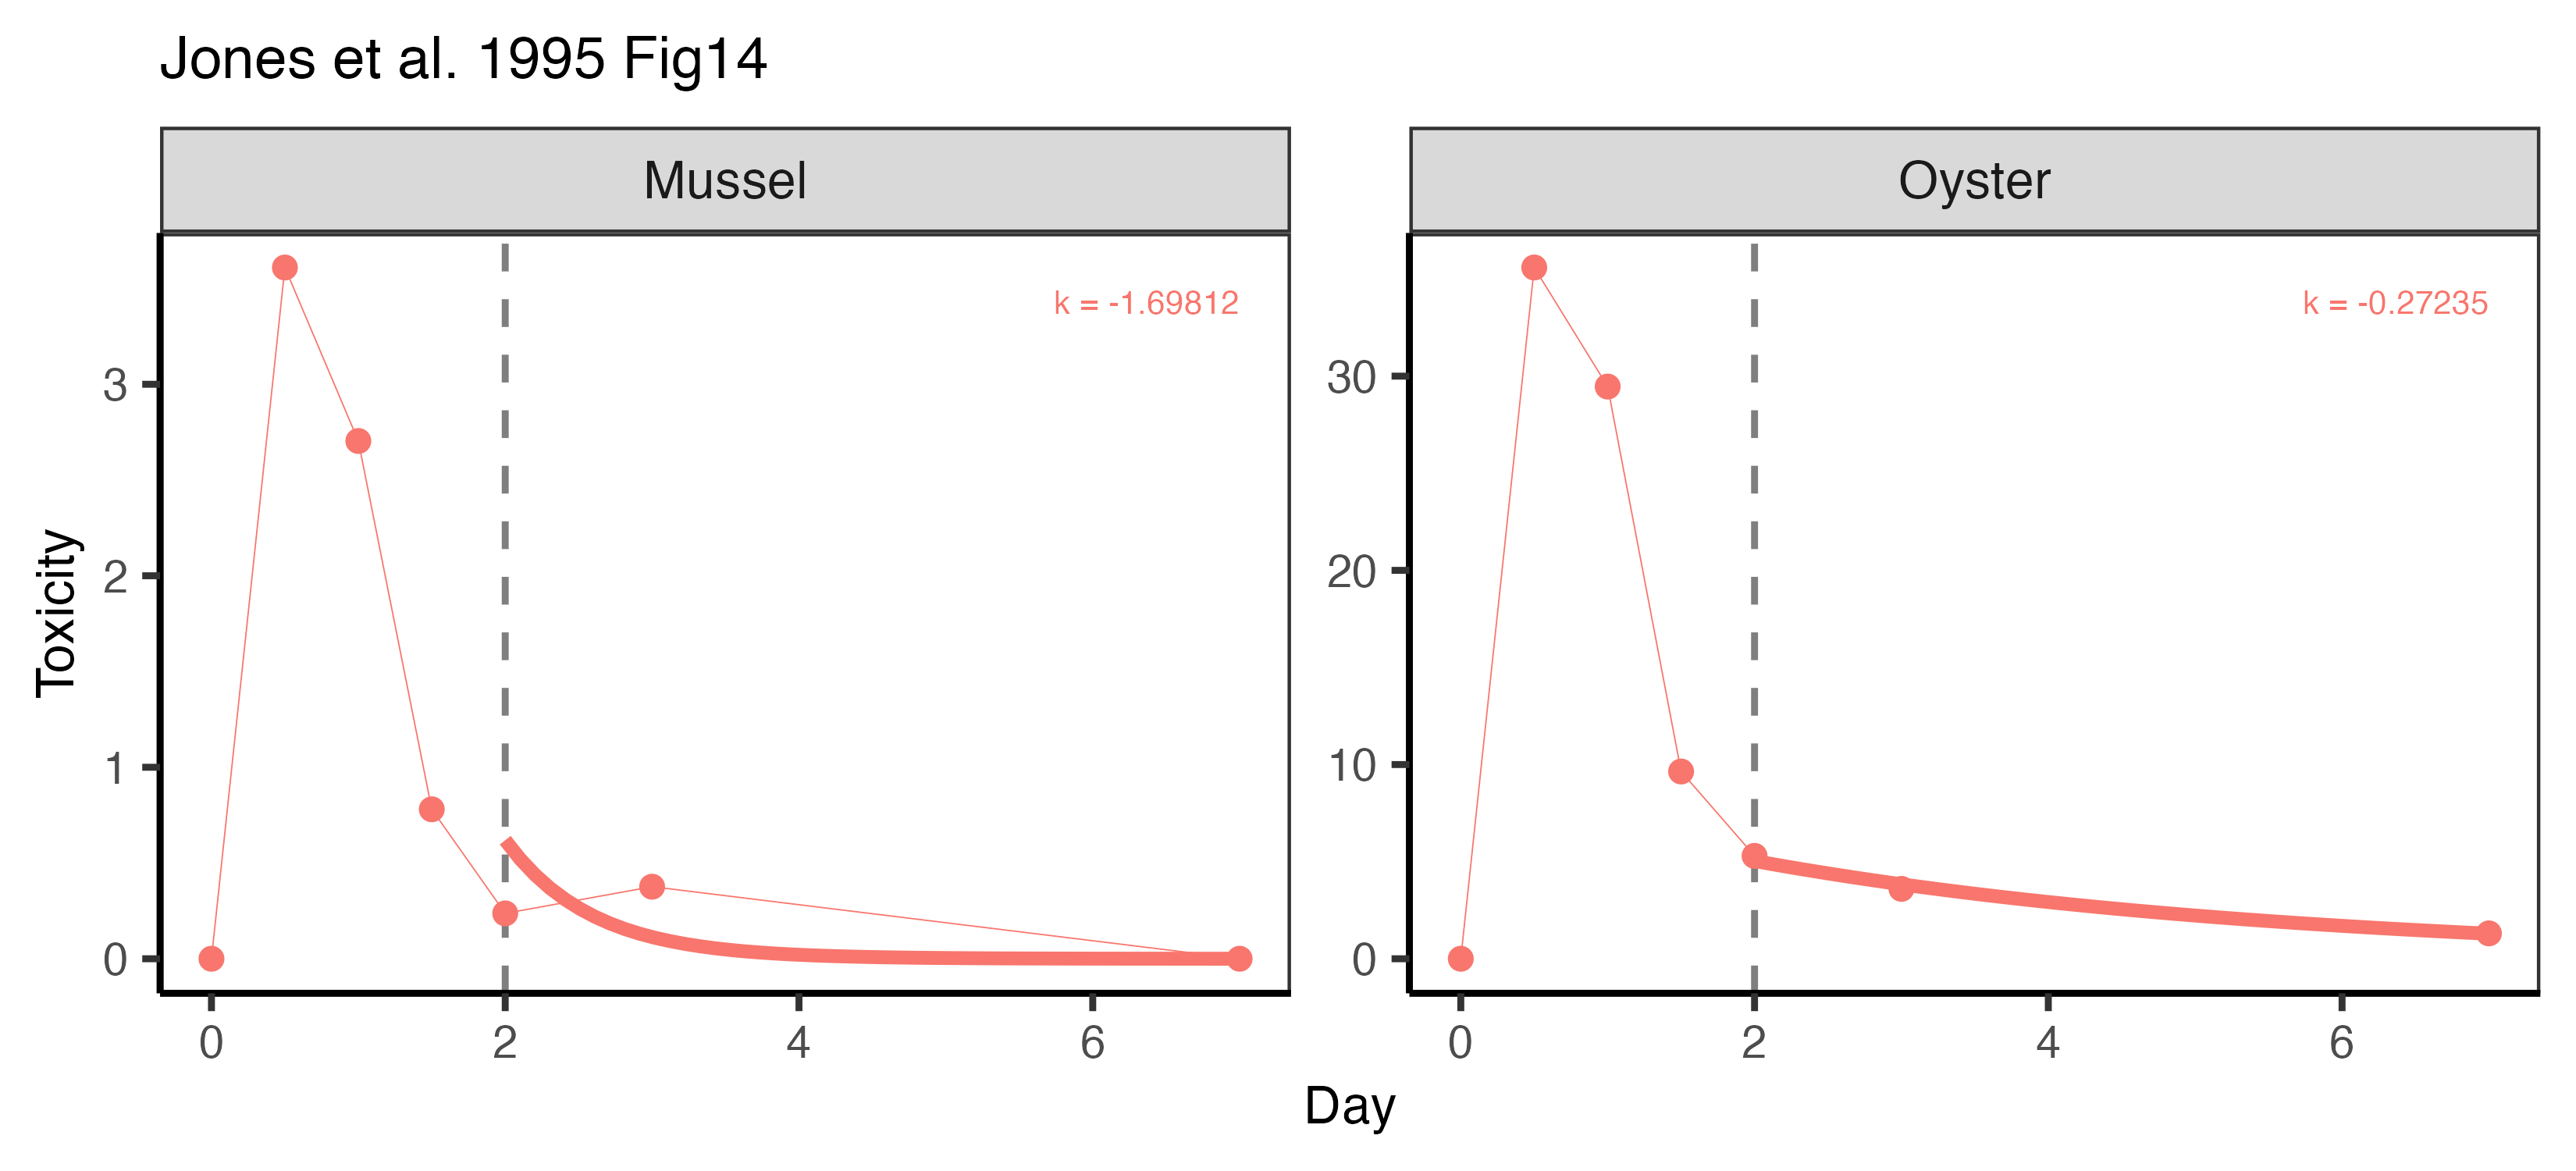 Jones et al. 1995 Fig14
Mussel
Oyster
k = -1.69812
k = -0.27235
Toxicity
3
2
1
0
30
20
10
0
0 2 4 6
0 2 4 6
Day